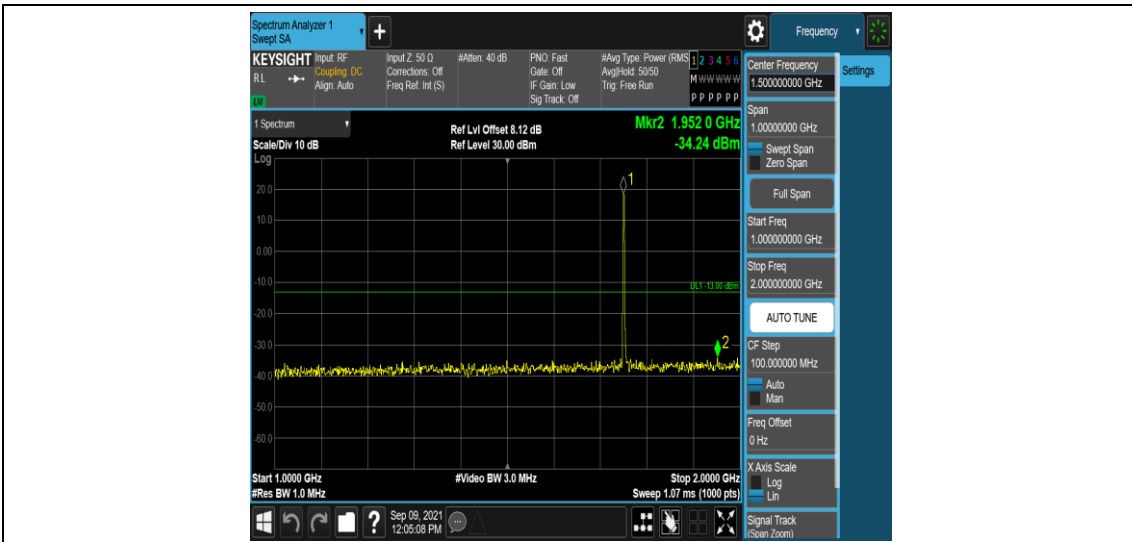 Spectrum Analyzer 1
Swept SA
+
Frequency
KEYSIGHT
R L
LNI
Input: RF
Coupling: DC
Align: Auto
Input Z: 50 Ω
Corrections: Off
Freq Ref: Int (S)
#Atten: 40 dB
PNO: Fast
Gate: Off
IF Gain: Low
Sig Track: Off
#Avg Type: Power (RMS
Avg|Hold: 50/50
Trig: Free Run
1 2 3 4 5 6
M W W W W W
P P P P P P
1 Spectrum
Scale/Div 10 dB
Log
Ref Lvl Offset 8.12 dB
Ref Level 30.00 dBm
Mkr2 1.952 0 GHz
-34.24 dBm
1
20.0
10.0
0.00
-10.0
DL1 -13.00 dBm
-20.0
-30.0
2
-40.0
-50.0
-60.0
Start 1.0000 GHz
#Res BW 1.0 MHz
#Video BW 3.0 MHz
Stop 2.0000 GHz
Sweep 1.07 ms (1000 pts)
?
Sep 09, 2021
12:05:08 PM
Center Frequency
1.500000000 GHz
Settings
Span
1.00000000 GHz
Swept Span
Zero Span
Full Span
Start Freq
1.000000000 GHz
Stop Freq
2.000000000 GHz
AUTO TUNE
CF Step
100.000000 MHz
Auto
Man
Freq Offset
0 Hz
X Axis Scale
Log
Lin
Signal Track
(Span Zoom)